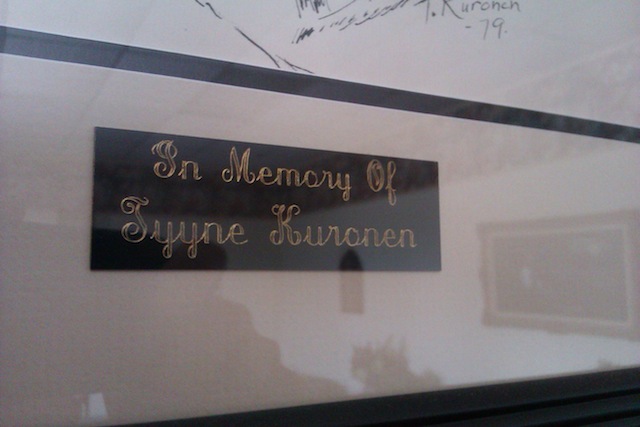 T. Kuronen
-79.
In Memory Of
Tyyne Kuronen